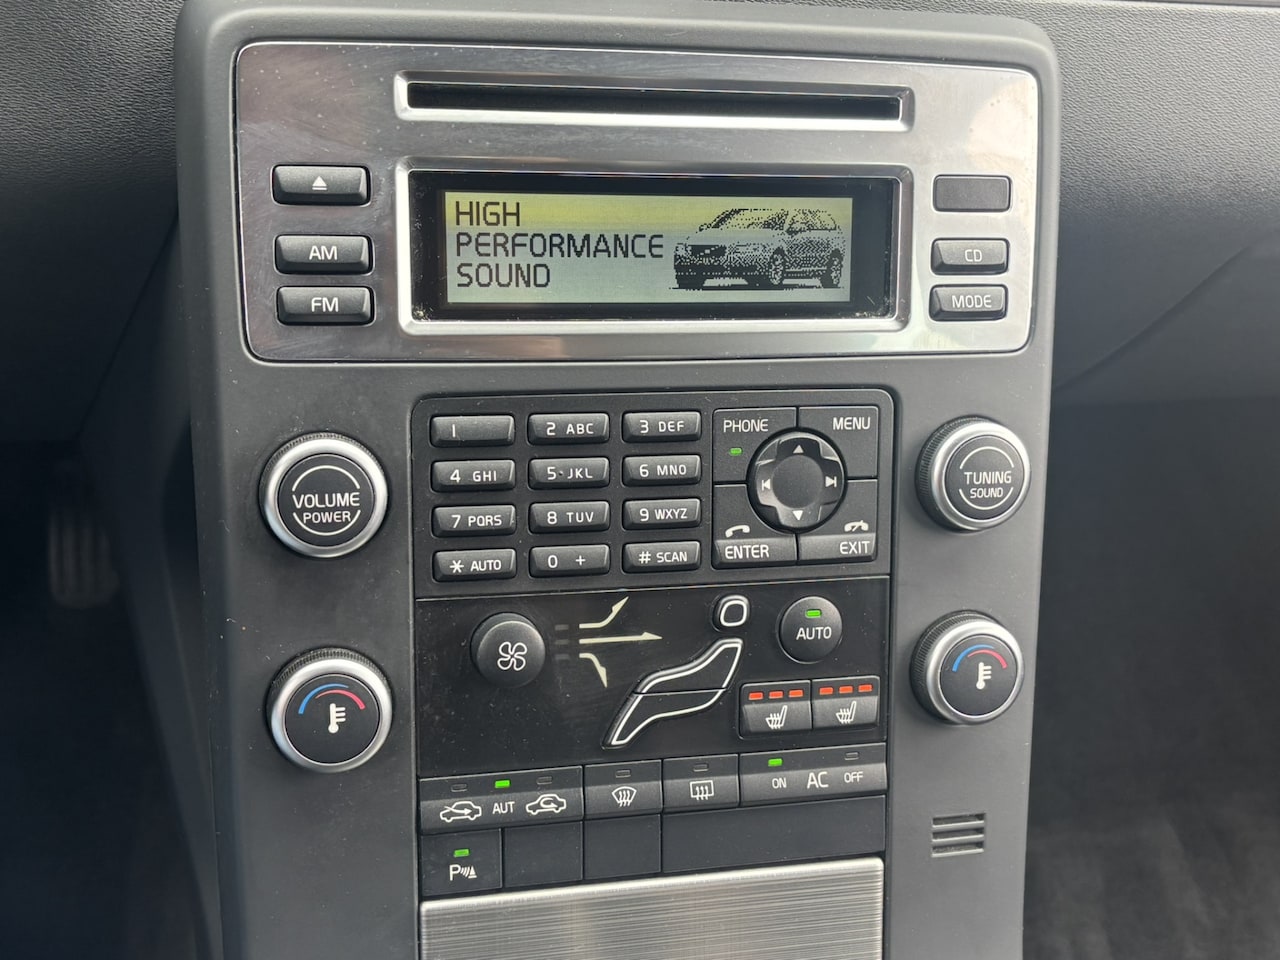 HIGH
PERFORMANCE
SOUND
AM
FM
CD
MODE
VOLUME
POWER
1
2 ABC
3 DEF
4 GHI
5 JKL
6 MNO
7 PQRS
8 TUV
9 WXYZ
* AUTO
0 +
# SCAN
PHONE
MENU
ENTER
EXIT
TUNING
SOUND
AUTO
AUT
ON AC OFF
P